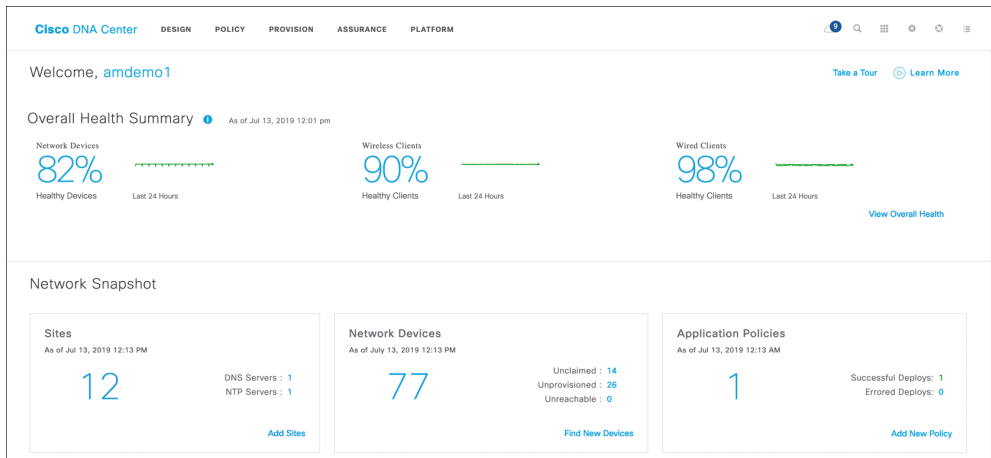 Cisco DNA Center DESIGN POLICY PROVISION ASSURANCE PLATFORM 9
Welcome, amdemo1 Take a Tour Learn More
Overall Health Summary i As of Jul 13, 2019 12:01 pm
Network Devices Wireless Clients Wired Clients
82% 90% 98%
Healthy Devices Last 24 Hours Healthy Clients Last 24 Hours Healthy Clients Last 24 Hours
View Overall Health
Network Snapshot
Sites
As of Jul 13, 2019 12:13 PM
12
DNS Servers : 1
NTP Servers : 1
Add Sites
Network Devices
As of July 13, 2019 12:13 PM
77
Unclaimed : 14
Unprovisioned : 26
Unreachable : 0
Find New Devices
Application Policies
As of Jul 13, 2019 12:13 AM
1
Successful Deploys: 1
Errored Deploys: 0
Add New Policy